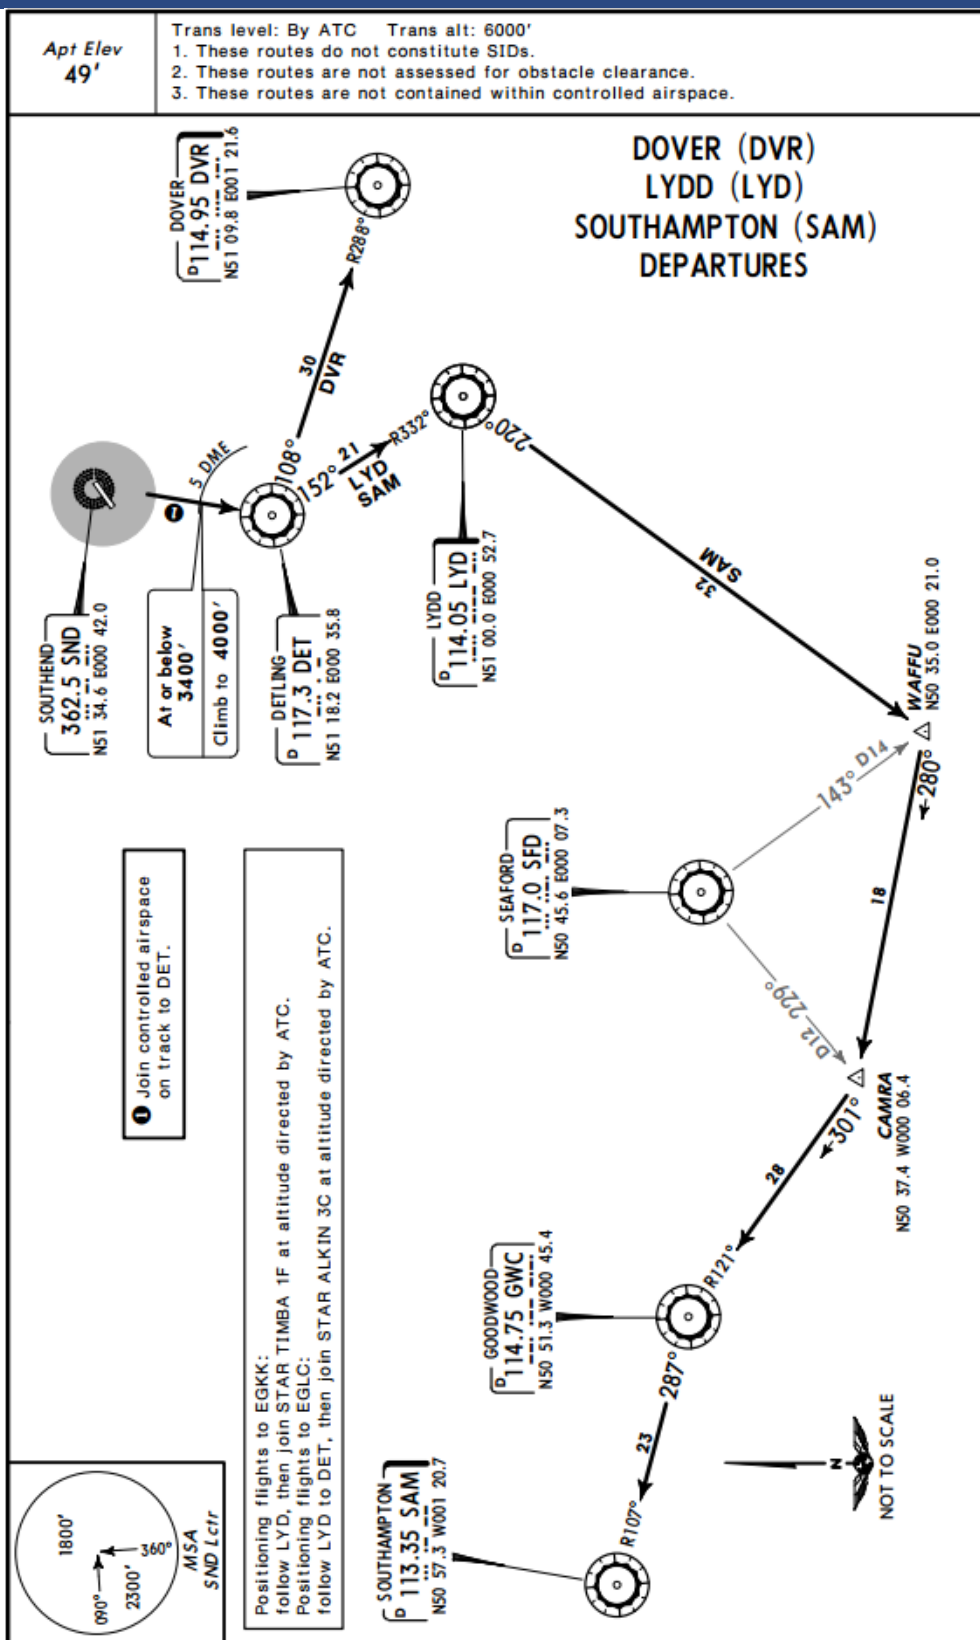 Apt Elev
49'
Trans level: By ATC Trans alt: 6000'
1. These routes do not constitute SIDs.
2. These routes are not assessed for obstacle clearance.
3. These routes are not contained within controlled airspace.
DOVER (DVR)
LYDD (LYD)
SOUTHAMPTON (SAM)
DEPARTURES
DOVER
D 114.95 DVR
N51 09.8 E001 21.6
R288°
30
DVR
108°
SOUTHEND
362.5 SND
N51 34.6 E000 42.0
1
5 DME
At or below
3400'
Climb to 4000'
DETLING
D 117.3 DET
N51 18.2 E000 35.8
152°
21
LYD
SAM
R332°
LYDD
D 114.05 LYD
N51 00.0 E000 52.7
220°
32
SAM
WAFFU
N50 35.0 E000 21.0
143°
D14
280°
SEAFORD
D 117.0 SFD
N50 45.6 E000 07.3
18
D12
229°
CAMRA
N50 37.4 W000 06.4
301°
28
R121°
GOODWOOD
D 114.75 GWC
N50 51.3 W000 45.4
287°
23
R107°
SOUTHAMPTON
D 113.35 SAM
N50 57.3 W001 20.7
1 Join controlled airspace
on track to DET.
Positioning flights to EGKK:
follow LYD, then join STAR TIMBA 1F at altitude directed by ATC.
Positioning flights to EGLC:
follow LYD to DET, then join STAR ALKIN 3C at altitude directed by ATC.
1800'
360°
090°
2300'
MSA
SND Lctr
N
NOT TO SCALE